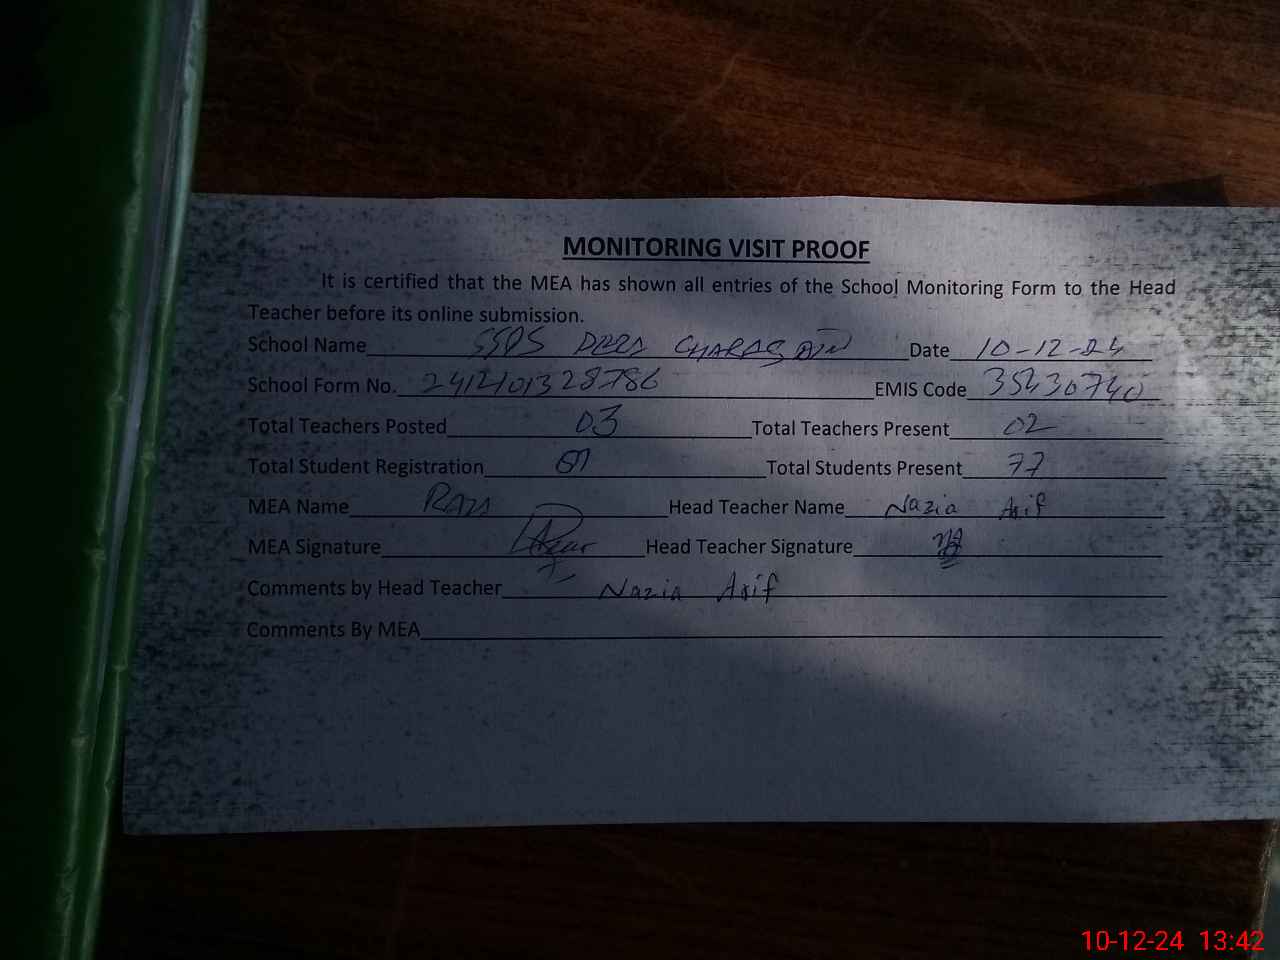 MONITORING VISIT PROOF
It is certified that the MEA has shown all entries of the School Monitoring Form to the Head
Teacher before its online submission.
School Name DERA CHARAG DIN Date 10-12-24
School Form No. 2412101328786 EMIS Code 35430740
Total Teachers Posted 03 Total Teachers Present 02
Total Student Registration Total Students Present 77
MEA Name RAZA Head Teacher Name Nazia Asif
MEA Signature Head Teacher Signature
Comments by Head Teacher Nazia Asif
Comments By MEA
10-12-24 13:42